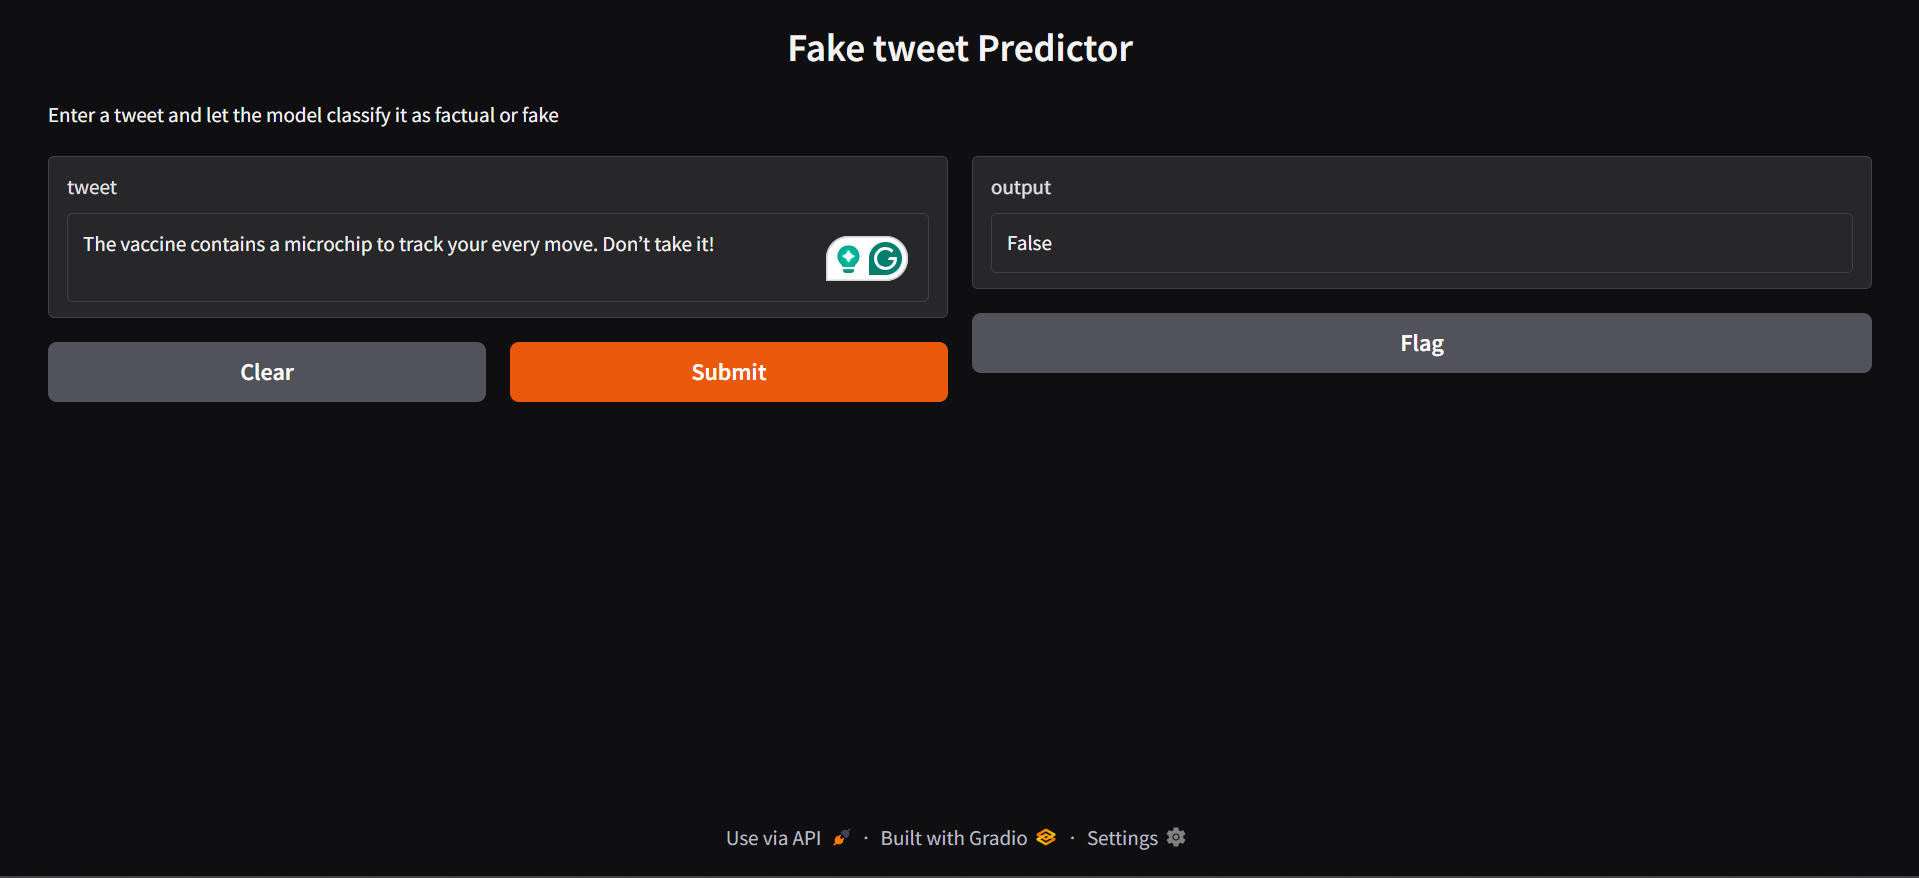 Fake tweet Predictor
Enter a tweet and let the model classify it as factual or fake
tweet
The vaccine contains a microchip to track your every move. Don’t take it!
Clear
Submit
output
False
Flag
Use via API · Built with Gradio · Settings